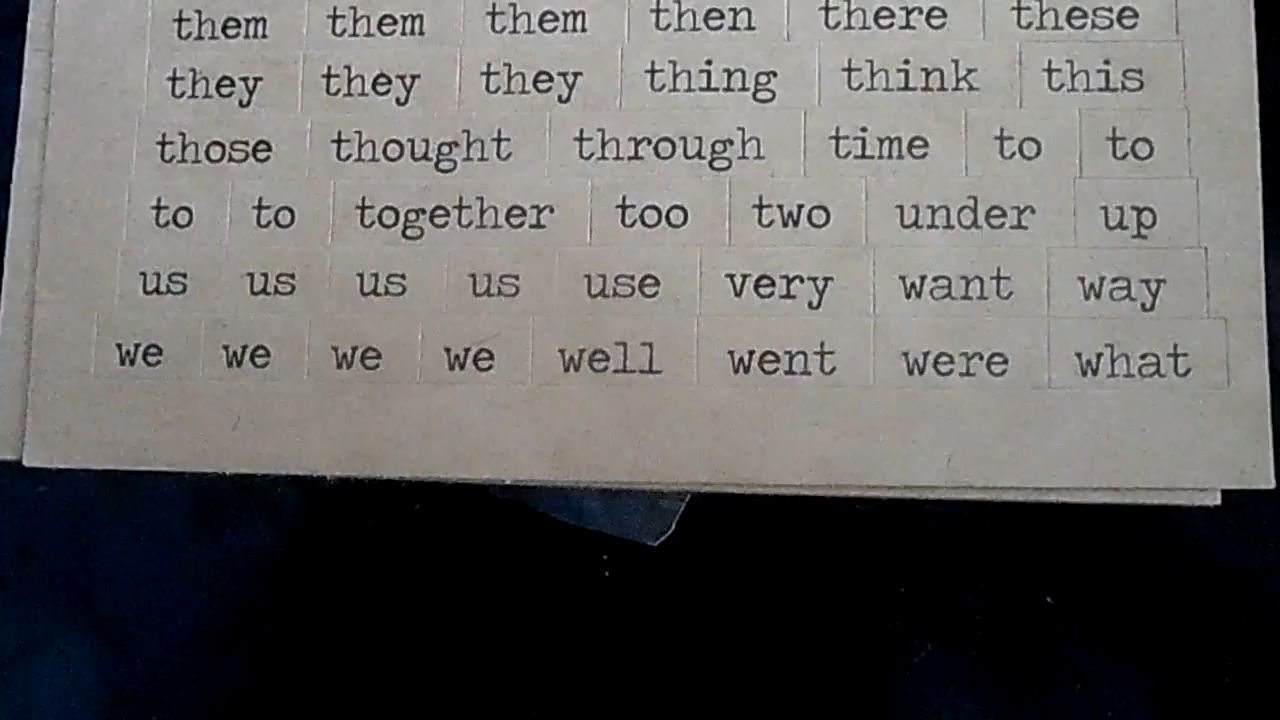 them them them then there these
they they they thing think this
those thought through time to to
to to together too two under up
us us us us use very want way
we we we we well went were what